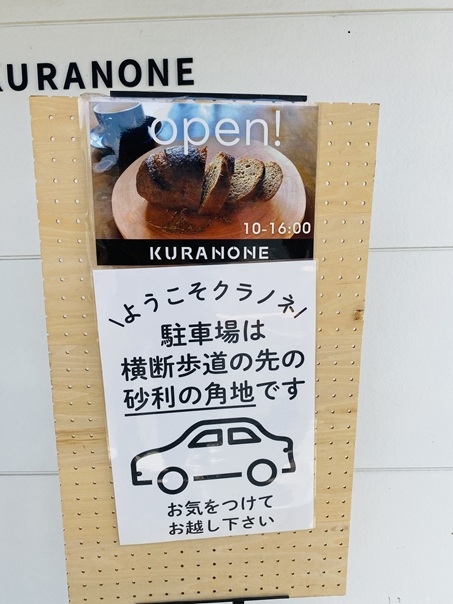 KURANONE
open!
10-16:00
KURANONE
\ようこそクラノネ/
駐車場は
横断歩道の先の
砂利の角地です
お気をつけて
お越し下さい